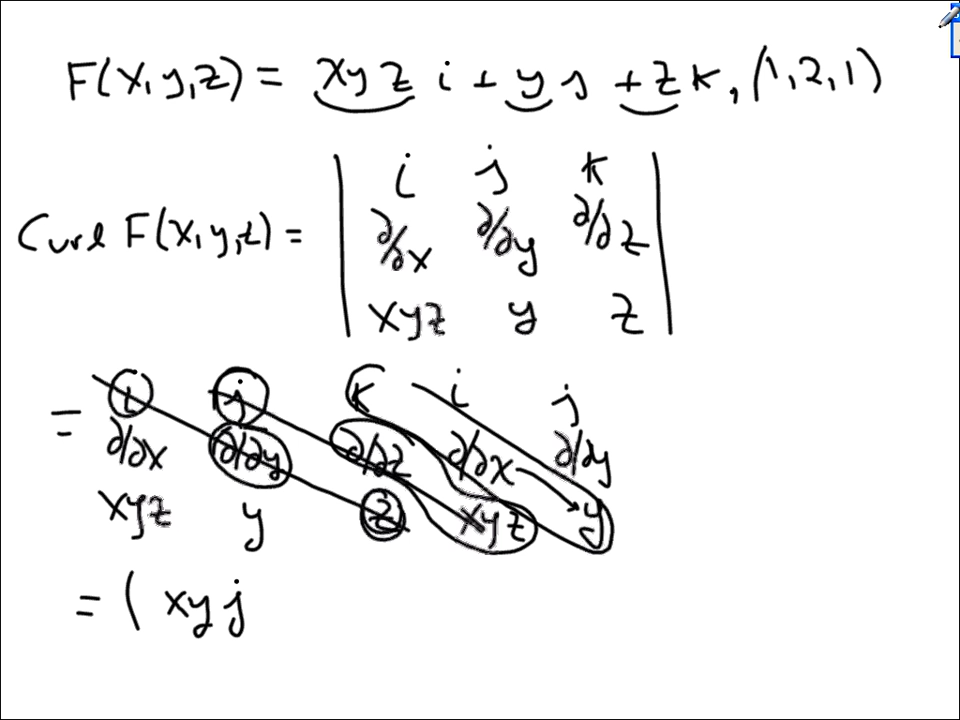 F(x,y,z) = xyz i + y j + z k, (1,2,1)
Curl F(x,y,z) = | i j k
∂/∂x ∂/∂y ∂/∂z
xyz y z |
= i j k i j
∂/∂x ∂/∂y ∂/∂z ∂/∂x ∂/∂y
xyz y z xyz y
= ( xy j